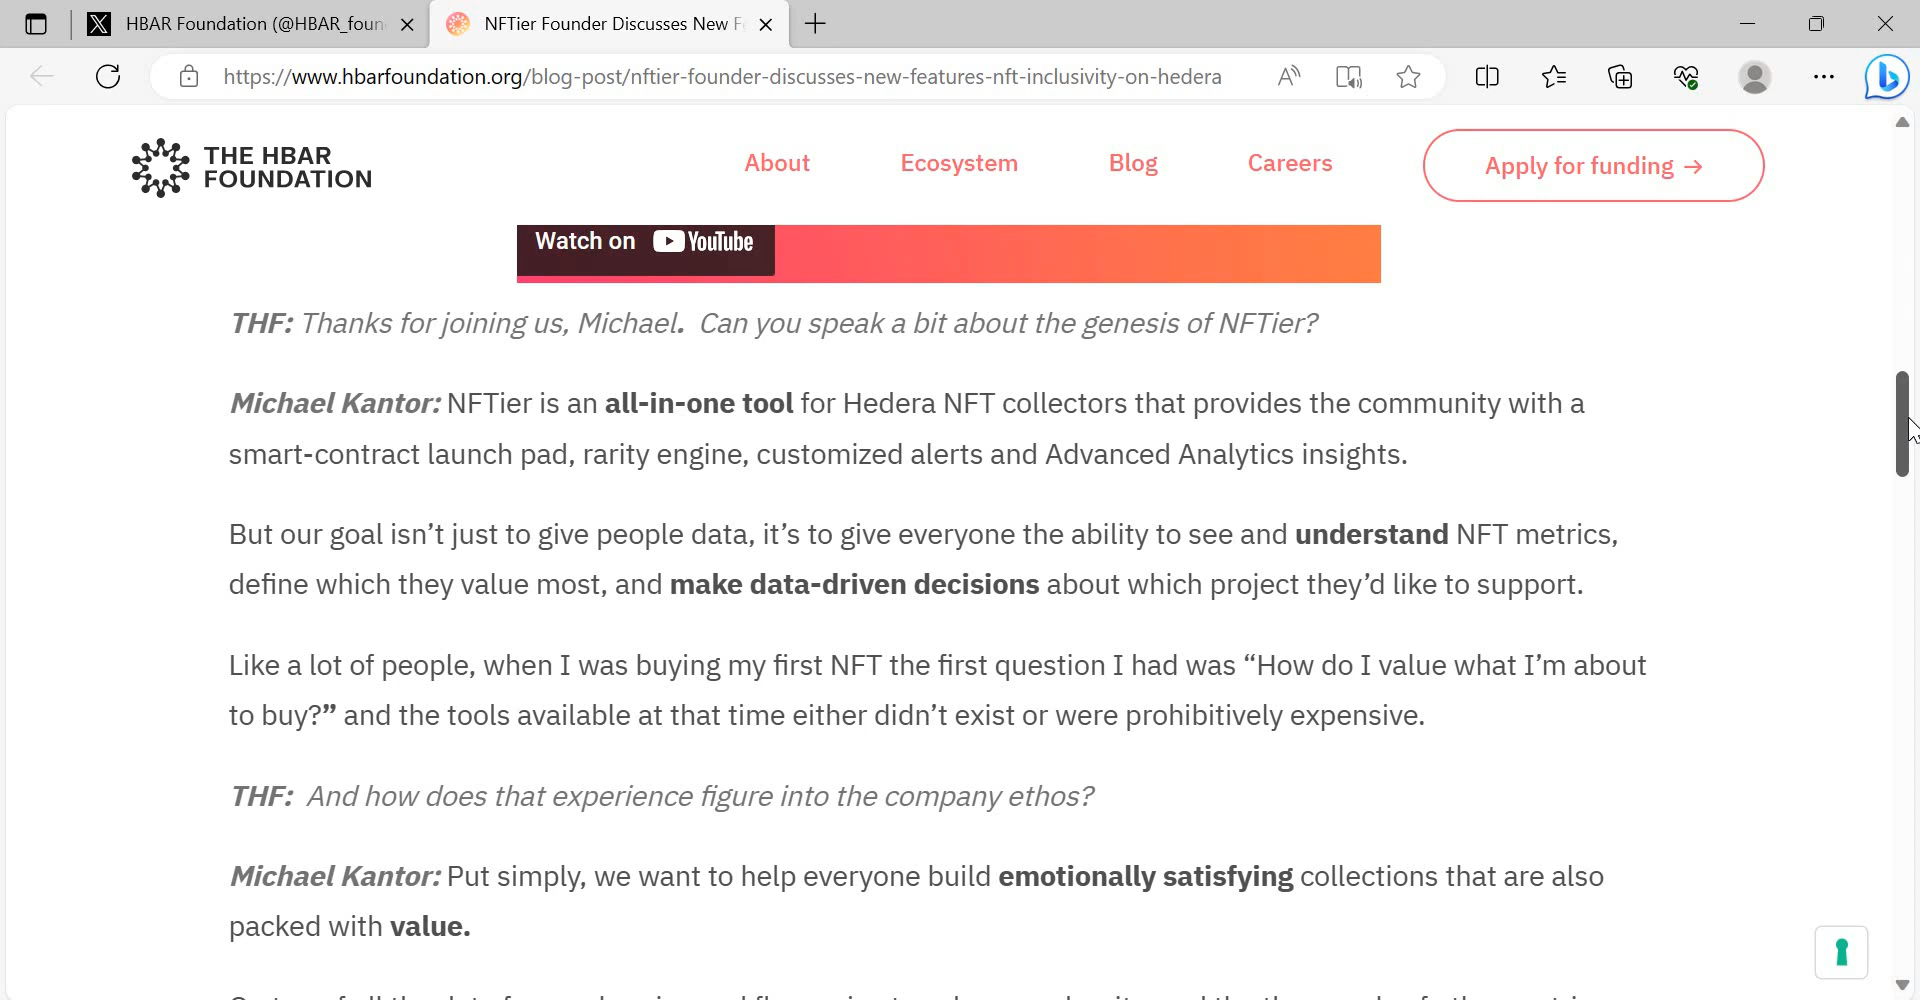 HBAR Foundation (@HBAR_foun
NFTier Founder Discusses New Fe
https://www.hbarfoundation.org/blog-post/nftier-founder-discusses-new-features-nft-inclusivity-on-hedera
THE HBAR
FOUNDATION
About
Ecosystem
Blog
Careers
Apply for funding →
Watch on YouTube
THF: Thanks for joining us, Michael. Can you speak a bit about the genesis of NFTier?
Michael Kantor: NFTier is an all-in-one tool for Hedera NFT collectors that provides the community with a
smart-contract launch pad, rarity engine, customized alerts and Advanced Analytics insights.
But our goal isn’t just to give people data, it’s to give everyone the ability to see and understand NFT metrics,
define which they value most, and make data-driven decisions about which project they’d like to support.
Like a lot of people, when I was buying my first NFT the first question I had was “How do I value what I’m about
to buy?” and the tools available at that time either didn’t exist or were prohibitively expensive.
THF: And how does that experience figure into the company ethos?
Michael Kantor: Put simply, we want to help everyone build emotionally satisfying collections that are also
packed with value.